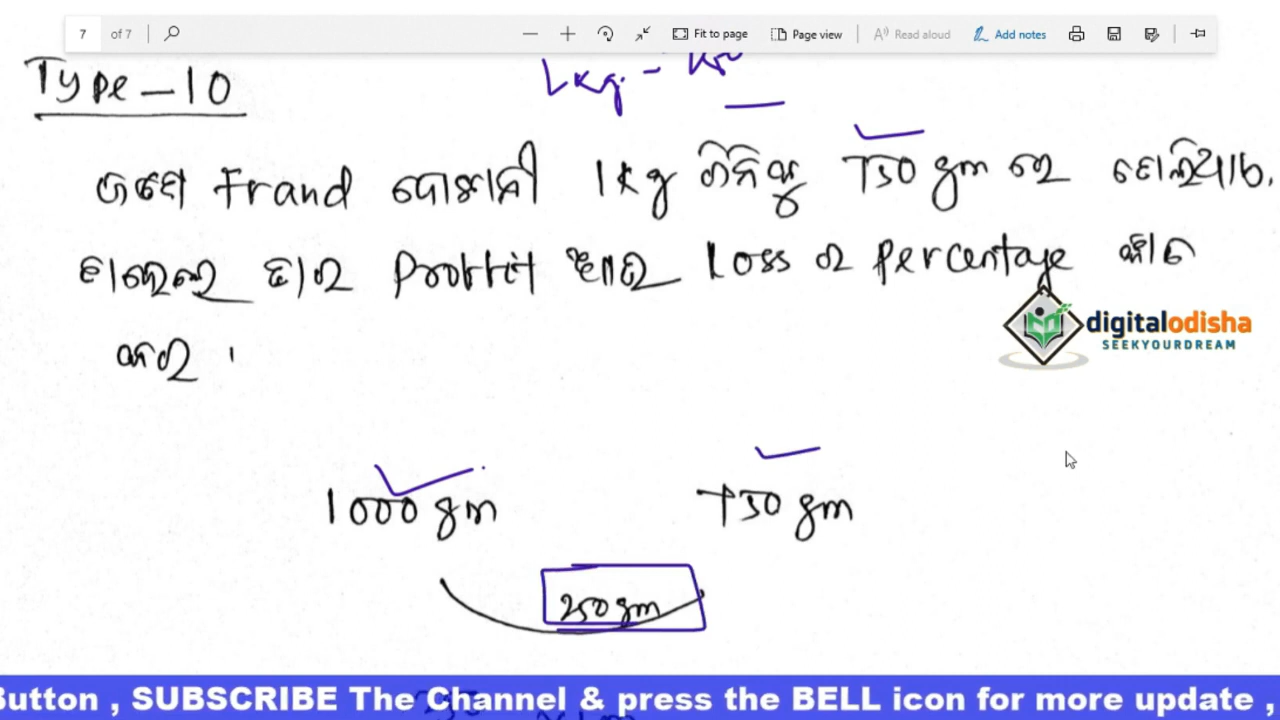 7 of 7 Fit to page Page view Read aloud Add notes
1kg. -
Type - 10
ଜଣେ Fraud ଦୋକାନୀ 1kg ଚିନିକୁ 750 gm ରେ
ତାହେଲେ ତାର Profit ଆଉ Loss ର percentage
କର ।
digitalodisha
SEEKYOURDREAM
1000 gm 750 gm
250 gm
Button , SUBSCRIBE The Channel & press the BELL icon for more update ,